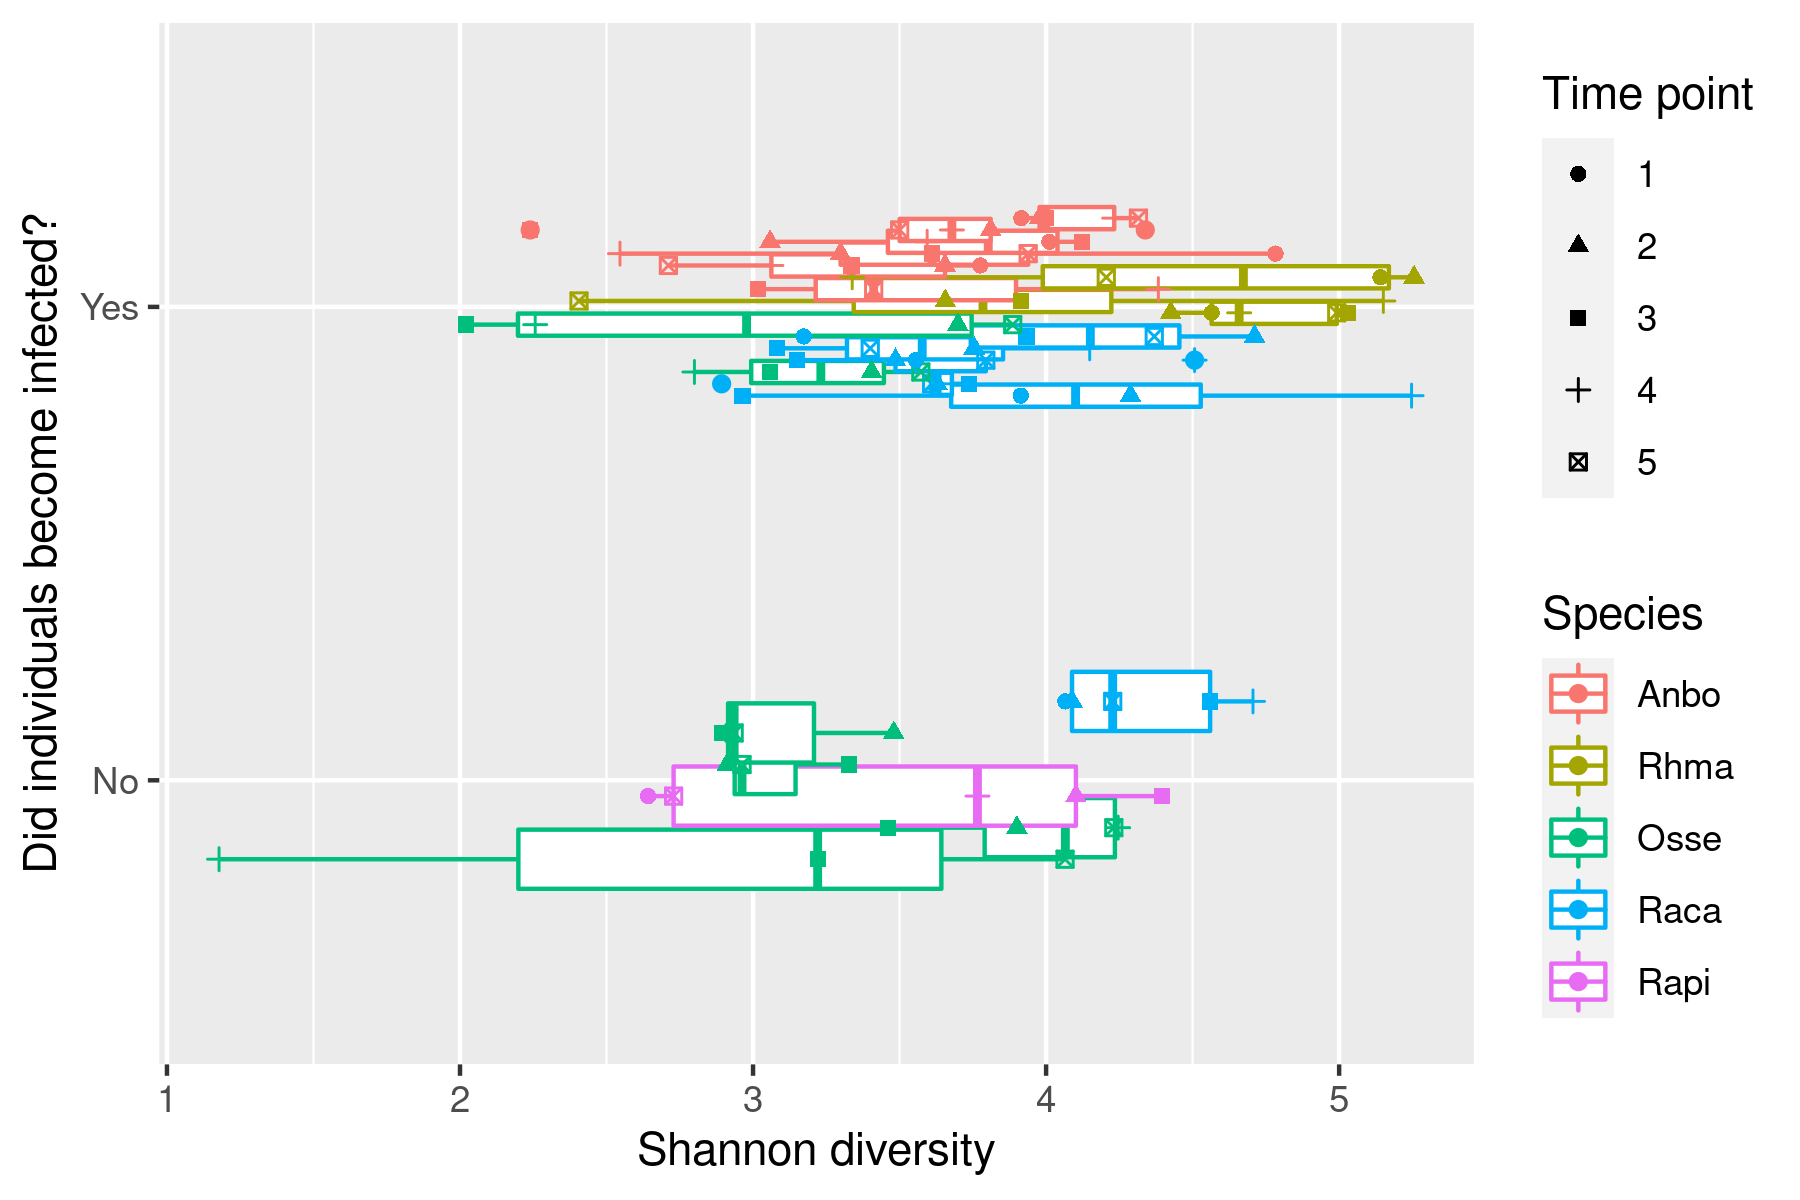 Did individuals become infected?
Yes
No
1
2
3
4
5
Shannon diversity
Time point
1
2
3
4
5
Species
Anbo
Rhma
Osse
Raca
Rapi